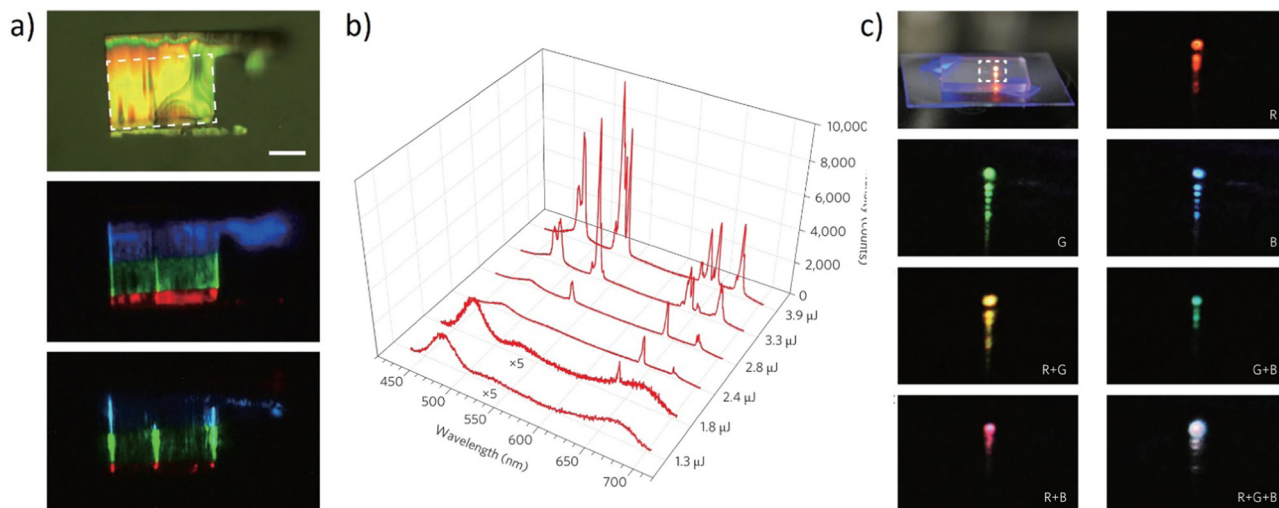 a)
b)
c)
10,000
8,000
6,000
4,000
2,000
0
(counts)
3.9 µJ
3.3 µJ
2.8 µJ
2.4 µJ
1.8 µJ
1.3 µJ
×5
×5
450
500
550
600
650
700
Wavelength (nm)
R
G
B
R+G
G+B
R+B
R+G+B